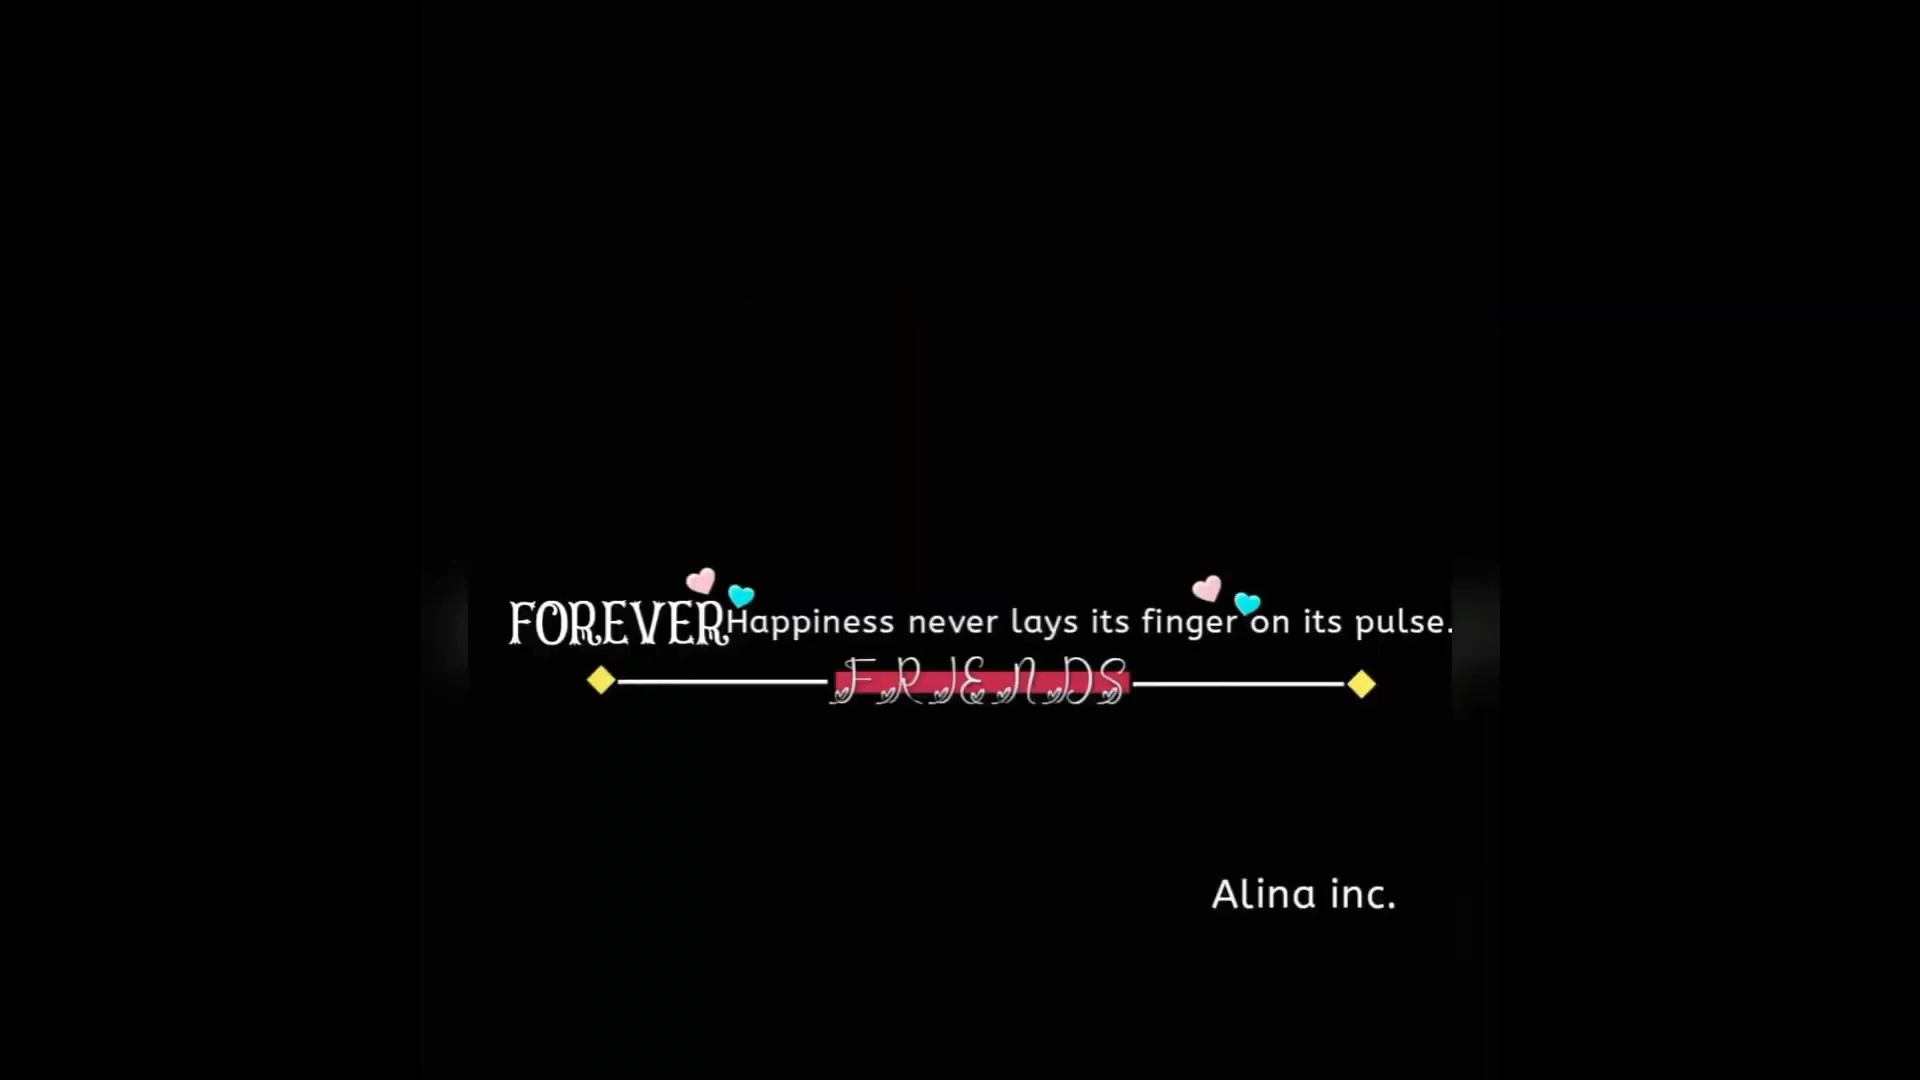 FOREVER Happiness never lays its finger on its pulse.
FRIENDS
Alina inc.